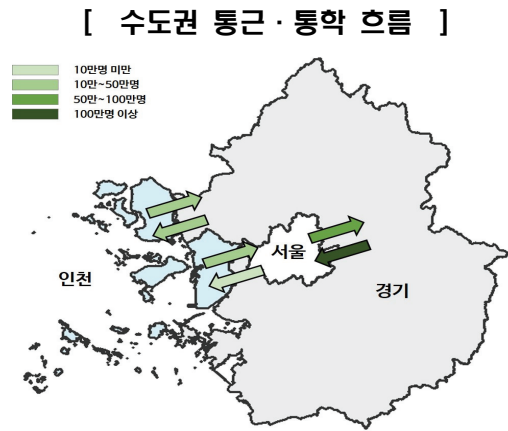 [ 수도권 통근 · 통학 흐름 ]
10만명 미만
10만~50만명
50만~100만명
100만명 이상
서울
인천
경기